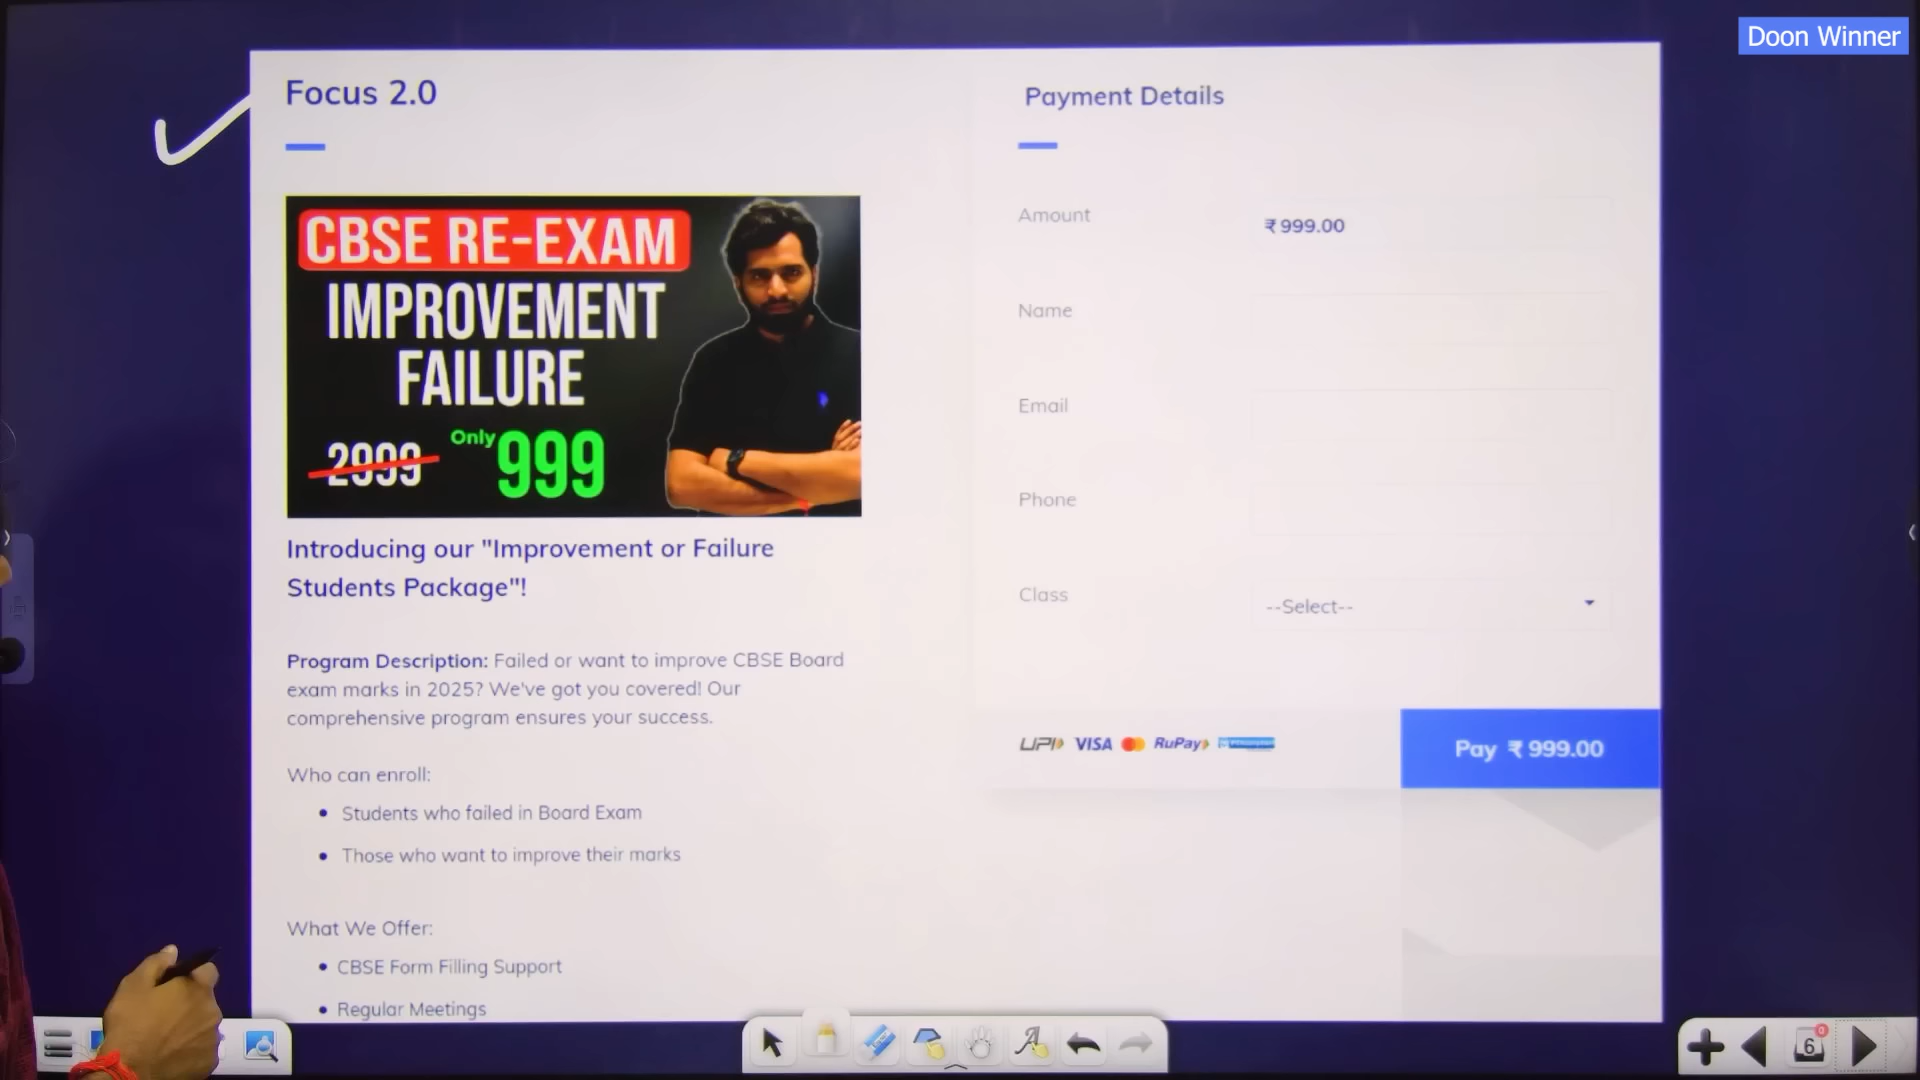 Doon Winner
Focus 2.0
CBSE RE-EXAM
IMPROVEMENT
FAILURE
2999 Only 999
Introducing our "Improvement or Failure
Students Package"!
Program Description: Failed or want to improve CBSE Board
exam marks in 2025? We've got you covered! Our
comprehensive program ensures your success.
Who can enroll:
• Students who failed in Board Exam
• Those who want to improve their marks
What We Offer:
• CBSE Form Filling Support
• Regular Meetings
Payment Details
Amount
₹ 999.00
Name
Email
Phone
Class
--Select--
UPI VISA RuPay
Pay ₹ 999.00
6
0